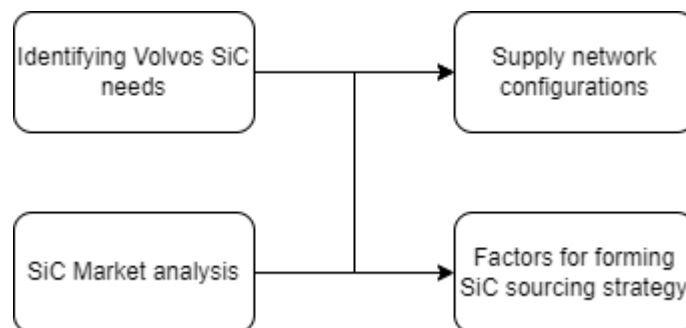 Identifying Volvos SiC
needs
Supply network
configurations
SiC Market analysis
Factors for forming
SiC sourcing strategy